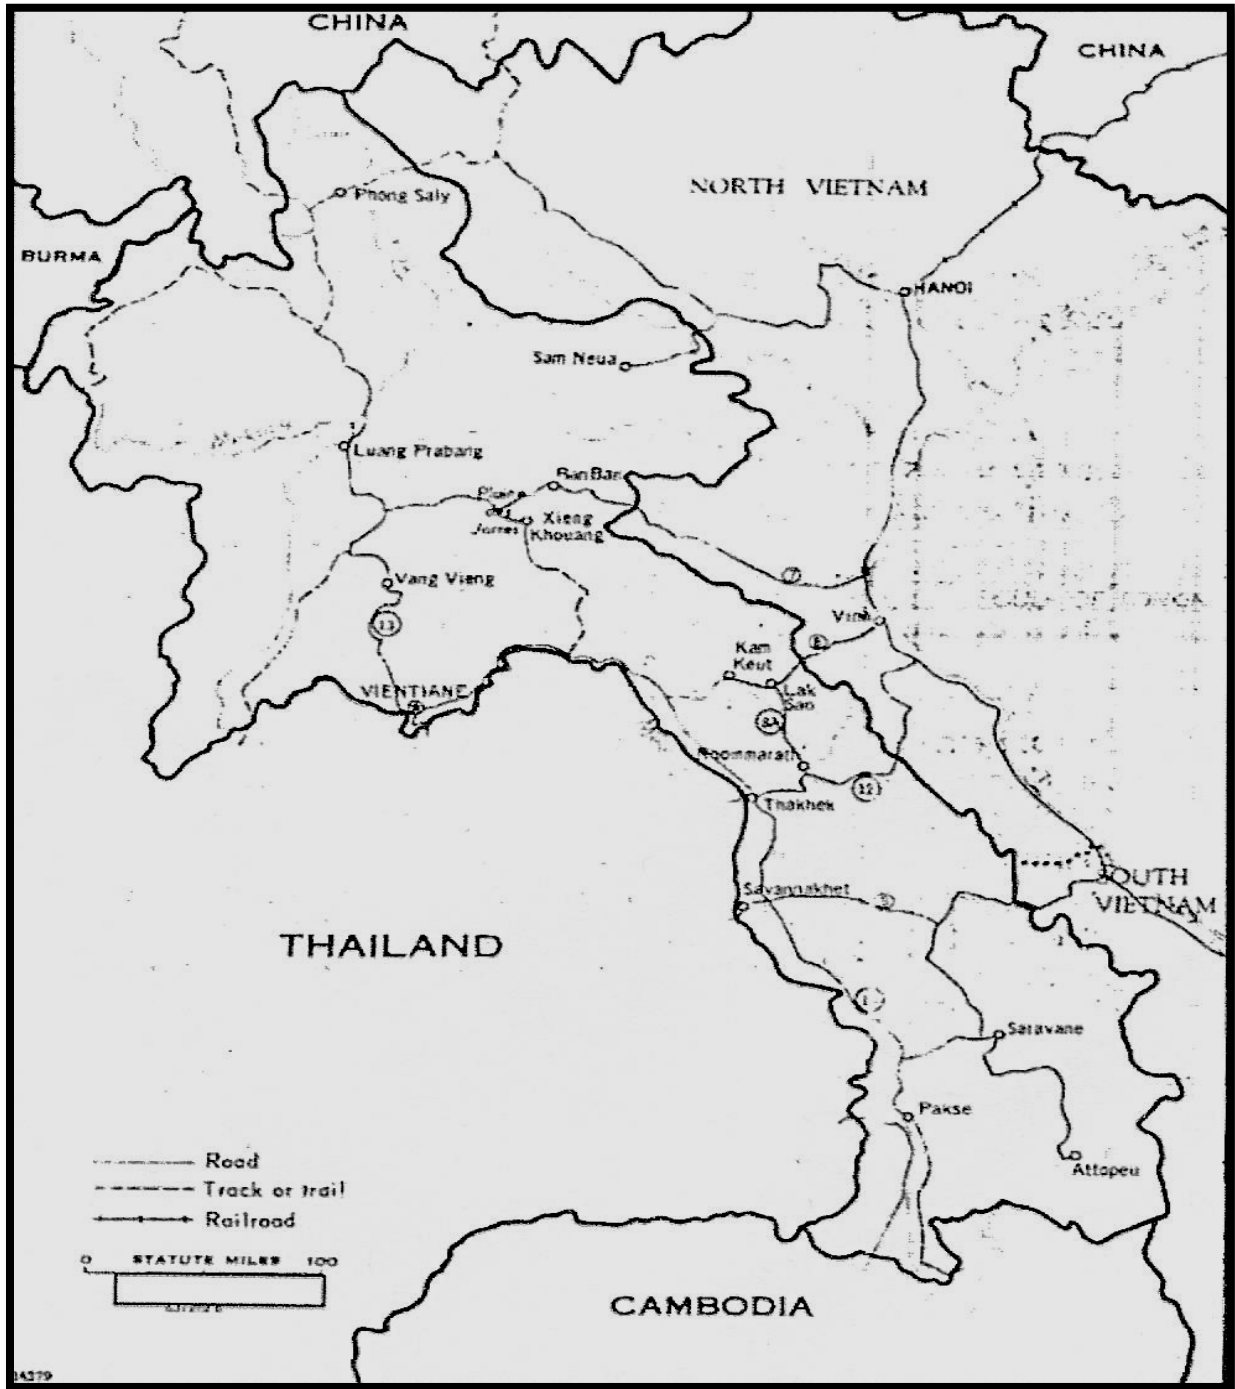 CHINA
CHINA
NORTH VIETNAM
Phong Saly
BURMA
HANOI
Sam Neua
Luang Prabang
Ban Ban
Plaine
Jarres
Xieng
Khouang
Vang Vieng
7
13
Vinh
8
Kam
Keut
VIENTIANE
Lak
Sao
8A
Thakhek
12
Savannakhet
SOUTH
VIETNAM
THAILAND
Saravane
Pakse
Attopeu
Road
Track or trail
Railroad
0 STATUTE MILES 100
CAMBODIA